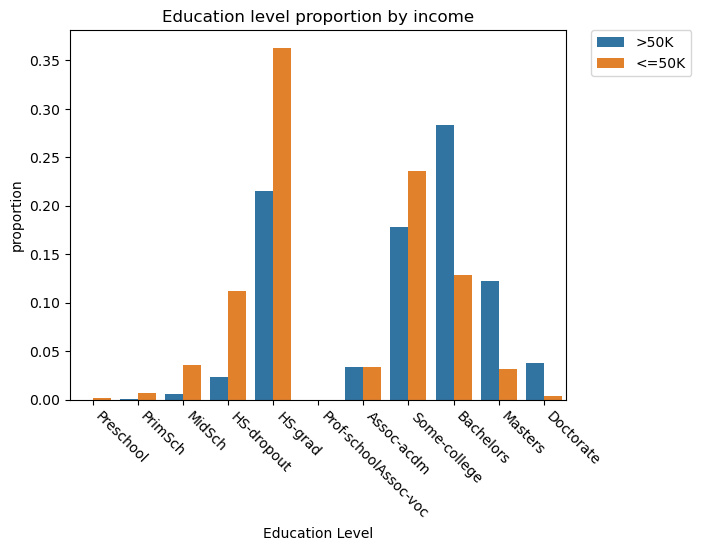 Education level proportion by income
>50K
<=50K
0.35
0.30
0.25
0.20
0.15
0.10
0.05
0.00
proportion
Preschool
PrimSch
MidSch
HS-dropout
HS-grad
Prof-schoolAssoc-voc
Assoc-acdm
Some-college
Bachelors
Masters
Doctorate
Education Level